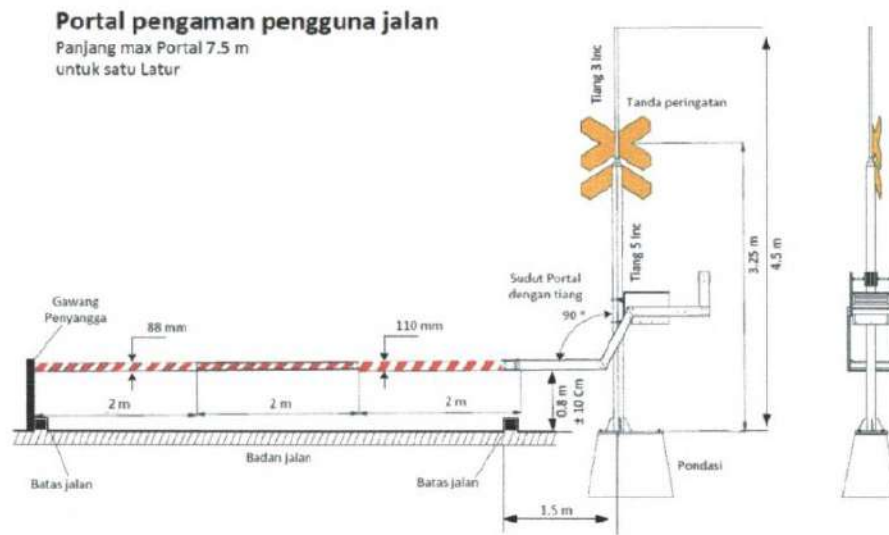 Portal pengaman pengguna jalan
Panjang max Portal 7.5 m
untuk satu Latur
Tiang 3 Inc
Tanda peringatan
Tiang 5 Inc
3.25 m
4.5 m
Sudut Portal
dengan tiang
90 °
Gawang
Penyangga
88 mm
110 mm
2 m
2 m
2 m
0.8 m
± 10 Cm
Badan jalan
Batas jalan
Batas jalan
Pondasi
1.5 m